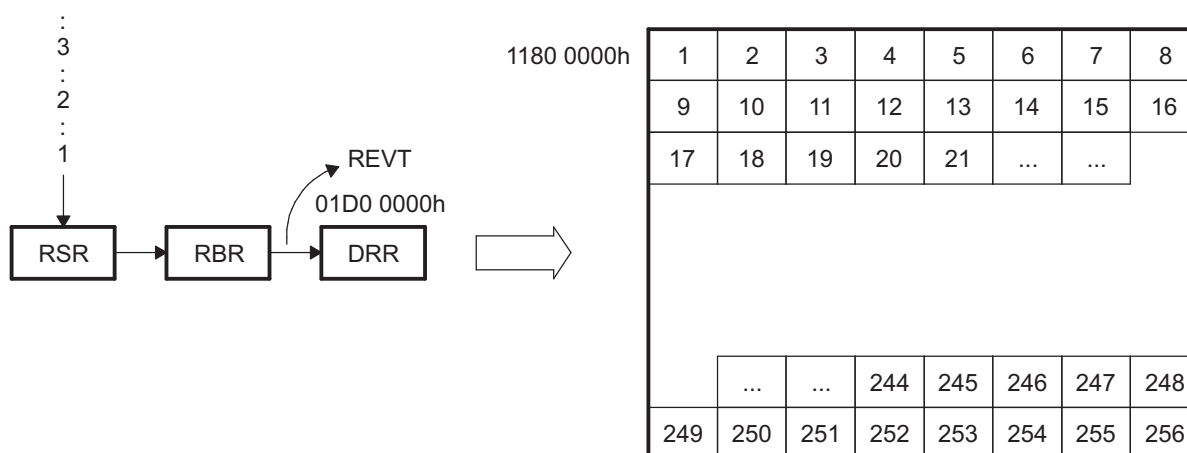 :
3
:
2
:
1
REVT
01D0 0000h
RSR RBR DRR
1180 0000h
1 2 3 4 5 6 7 8
9 10 11 12 13 14 15 16
17 18 19 20 21 ... ...
... ... 244 245 246 247 248
249 250 251 252 253 254 255 256